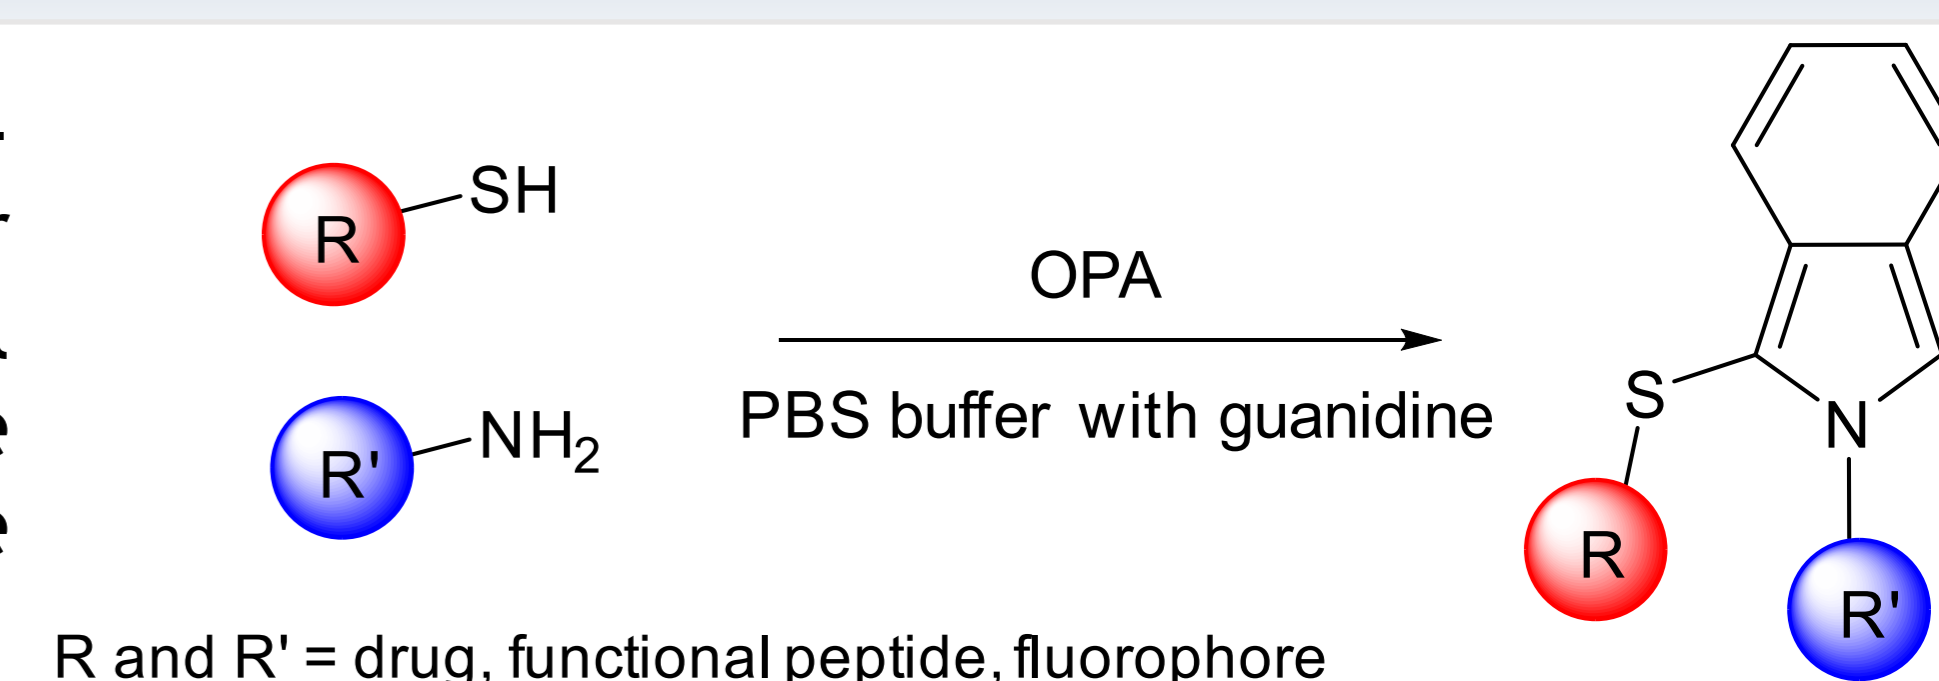 SH
R
OPA
NH2
R'
PBS buffer with guanidine
S
N
R
R'
R and R' = drug, functional peptide, fluorophore